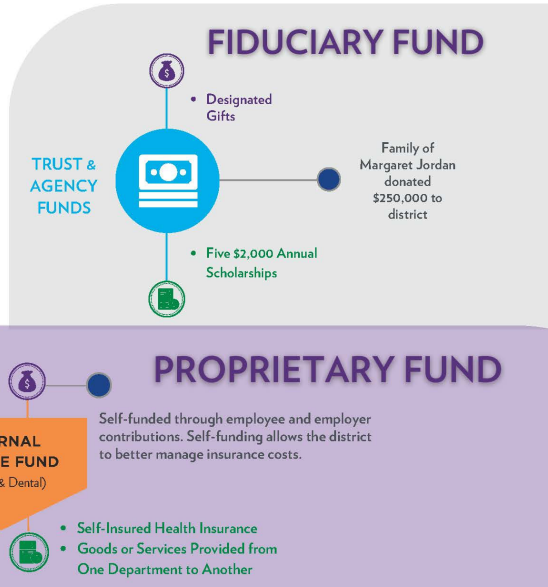 FIDUCIARY FUND
• Designated
Gifts
TRUST &
AGENCY
FUNDS
Family of
Margaret Jordan
donated
$250,000 to
district
• Five $2,000 Annual
Scholarships
PROPRIETARY FUND
Self-funded through employee and employer
contributions. Self-funding allows the district
to better manage insurance costs.
RNAL
E FUND
& Dental)
• Self-Insured Health Insurance
• Goods or Services Provided from
One Department to Another